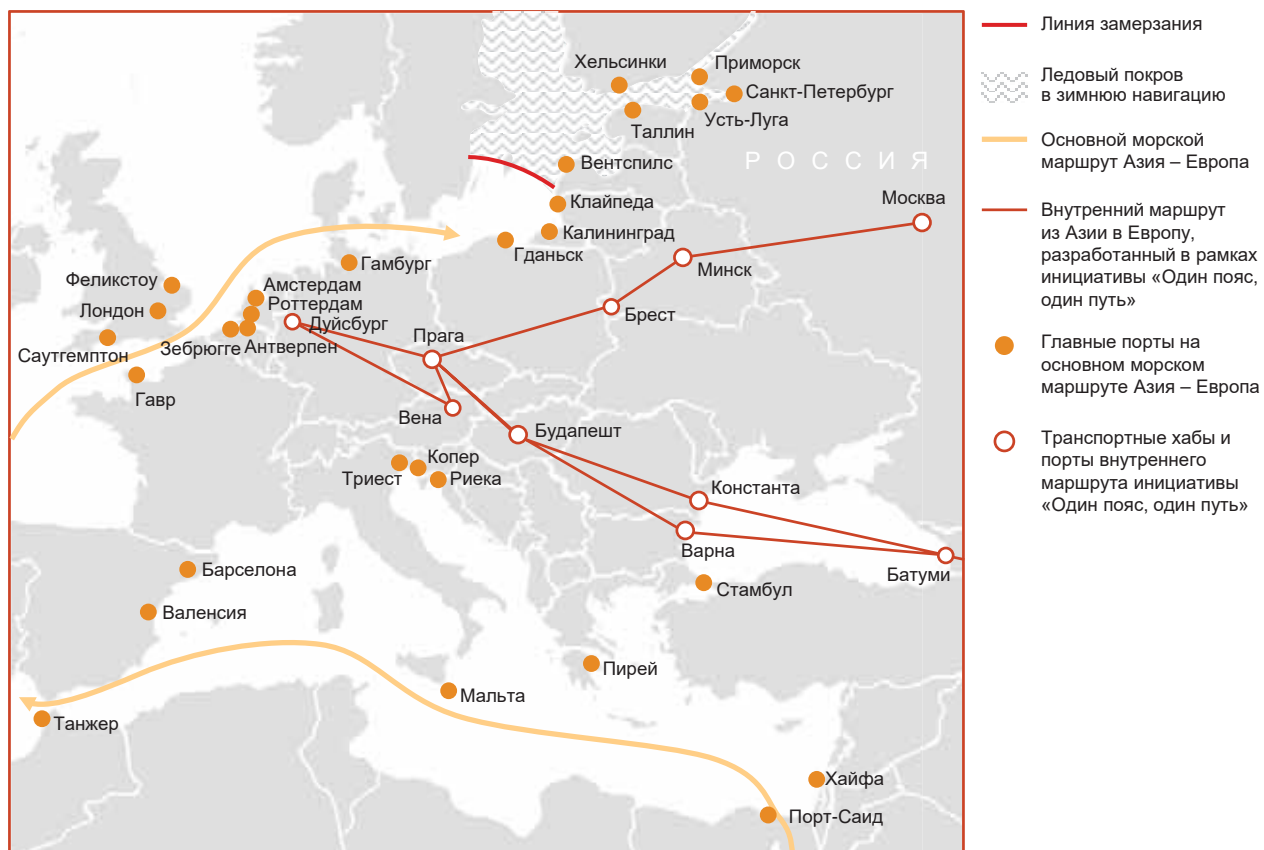 Хельсинки
Приморск
Санкт-Петербург
Усть-Луга
Таллин
Вентспилс
РОССИЯ
Москва
Клайпеда
Калининград
Гданьск
Минск
Гамбург
Феликстоу
Амстердам
Роттердам
Лондон
Дуйсбург
Брест
Прага
Саутгемптон
Зебрюгге
Антверпен
Гавр
Вена
Будапешт
Копер
Триест
Риека
Константа
Варна
Батуми
Барселона
Стамбул
Валенсия
Пирей
Мальта
Танжер
Хайфа
Порт-Саид
Линия замерзания
Ледовый покров
в зимнюю навигацию
Основной морской
маршрут Азия – Европа
Внутренний маршрут
из Азии в Европу,
разработанный в рамках
инициативы «Один пояс,
один путь»
Главные порты на
основном морском
маршруте Азия – Европа
Транспортные хабы и
порты внутреннего
маршрута инициативы
«Один пояс, один путь»